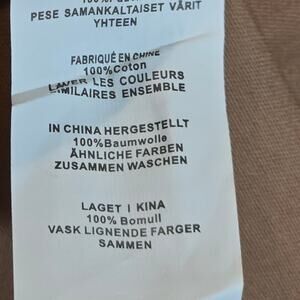 PESE SAMANKALTAISET VÄRIT
YHTEEN
FABRIQUÉ EN CHINE
100%Coton
LAVER LES COULEURS
SIMILAIRES ENSEMBLE
IN CHINA HERGESTELLT
100%Baumwolle
ÄHNLICHE FARBEN
ZUSAMMEN WASCHEN
LAGET I KINA
100% Bomull
VASK LIGNENDE FARGER
SAMMEN